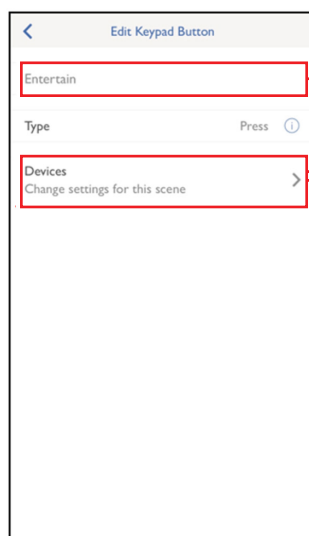 Edit Keypad Button
Entertain
Type Press
Devices
Change settings for this scene